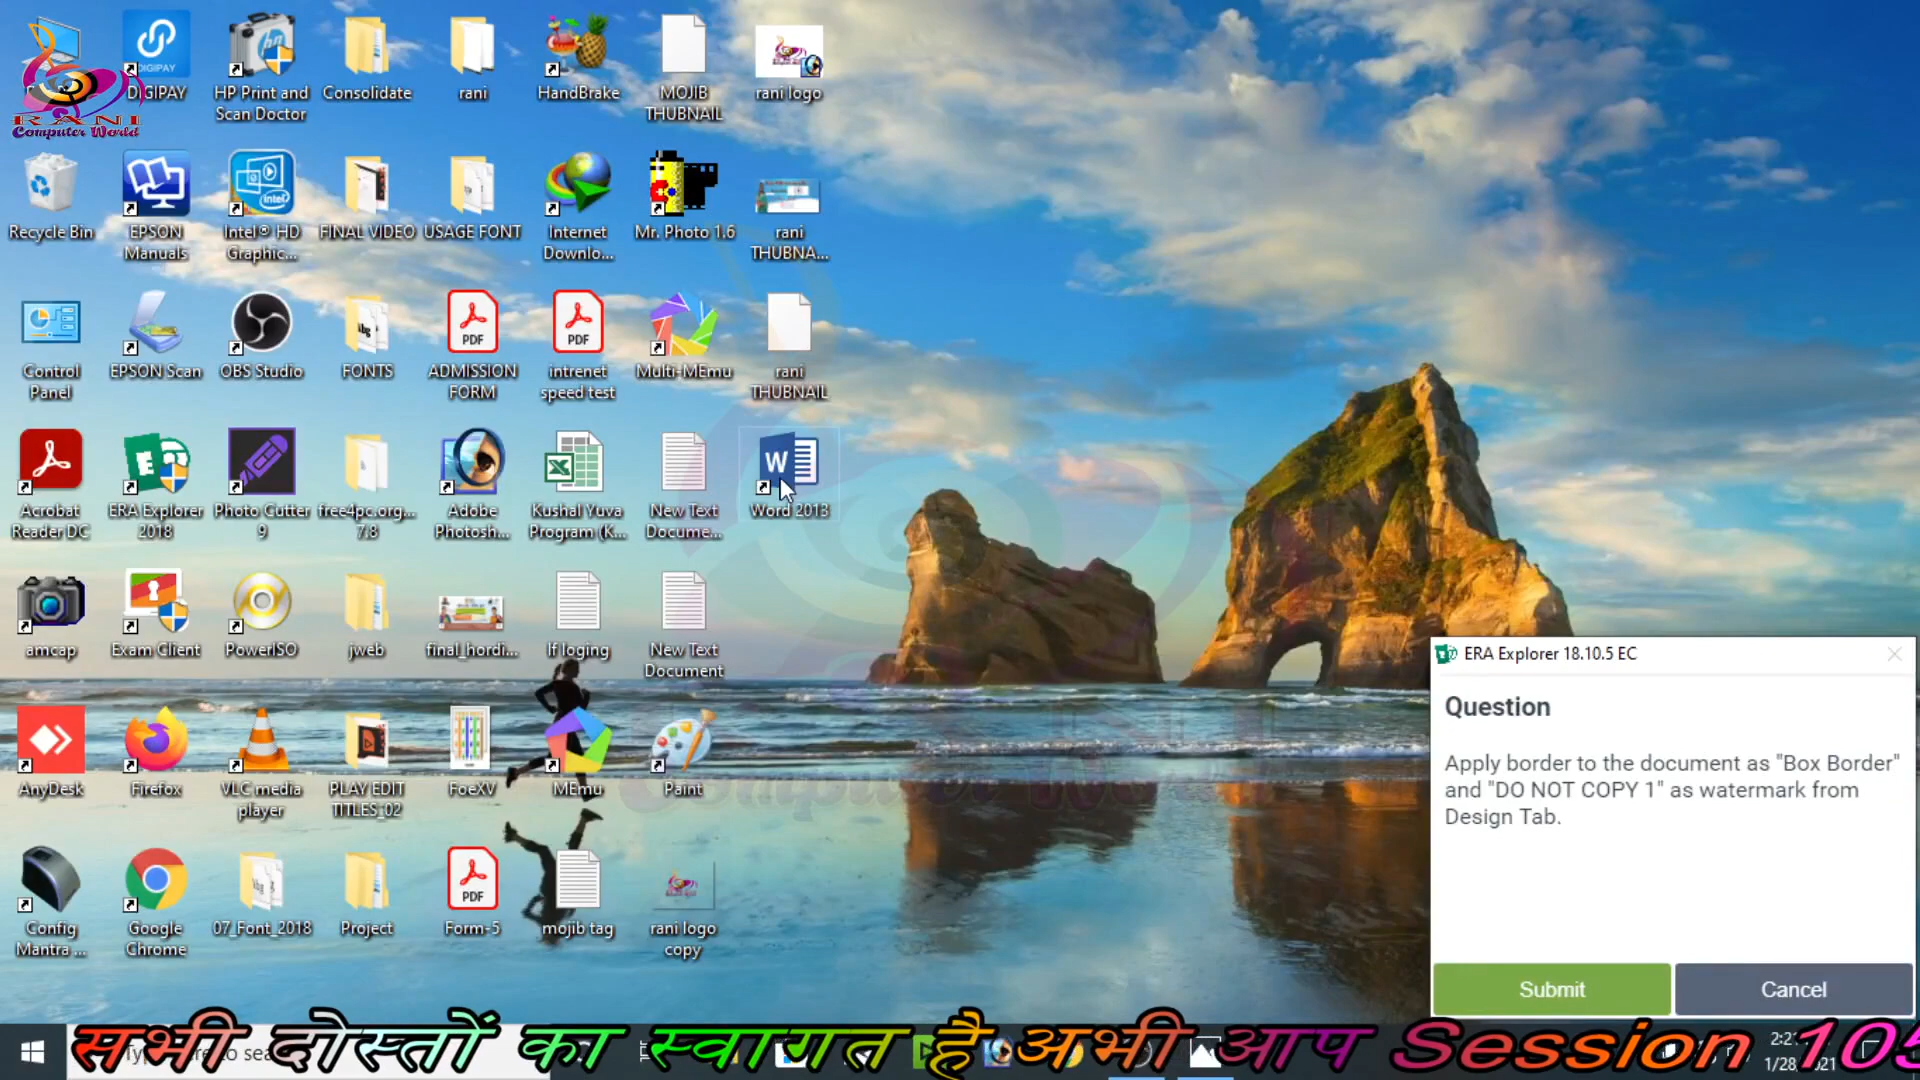 DIGIPAY
HP Print and
Scan Doctor
Consolidate
rani
HandBrake
MOJIB
THUBNAIL
rani logo
RANI
Computer World
Recycle Bin
EPSON
Manuals
Intel® HD
Graphic...
FINAL VIDEO
USAGE FONT
Internet
Downlo...
Mr. Photo 1.6
rani
THUBNA...
Control
Panel
EPSON Scan
OBS Studio
FONTS
ADMISSION
FORM
intrenet
speed test
Multi-MEmu
rani
THUBNAIL
Acrobat
Reader DC
ERA Explorer
2018
Photo Cutter
9
free4pc.org...
7.8
Adobe
Photosh...
Kushal Yuva
Program (K...
New Text
Docume...
Word 2013
amcap
Exam Client
PowerISO
jweb
final_hordi...
If loging
New Text
Document
AnyDesk
Firefox
VLC media
player
PLAY EDIT
TITLES_02
FoeXV
MEmu
Paint
Config
Mantra ...
Google
Chrome
07_Font_2018
Project
Form-5
mojib tag
rani logo
copy
ERA Explorer 18.10.5 EC
Question
Apply border to the document as "Box Border"
and "DO NOT COPY 1" as watermark from
Design Tab.
Submit
Cancel
सभी दोस्तों का स्वागत है अभी आप Session 105